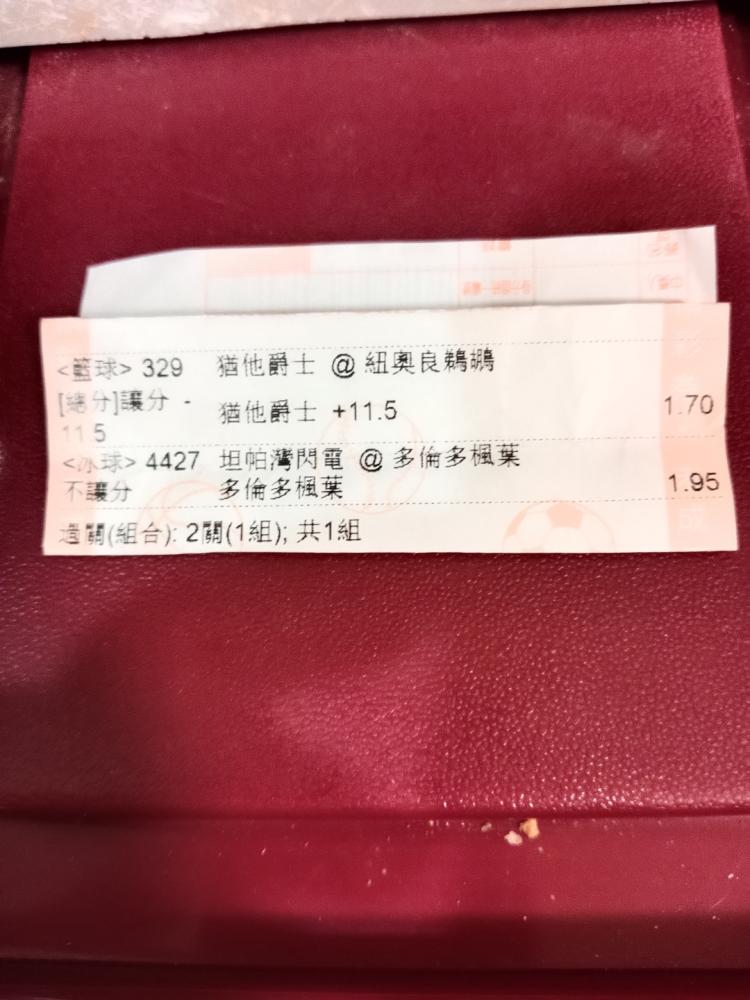 <籃球> 329 猶他爵士 @ 紐奧良鵜鶘
[總分]讓分 -
11.5
猶他爵士 +11.5 1.70
<冰球> 4427 坦帕灣閃電 @ 多倫多楓葉
不讓分 多倫多楓葉 1.95
過關(組合): 2關(1組); 共1組